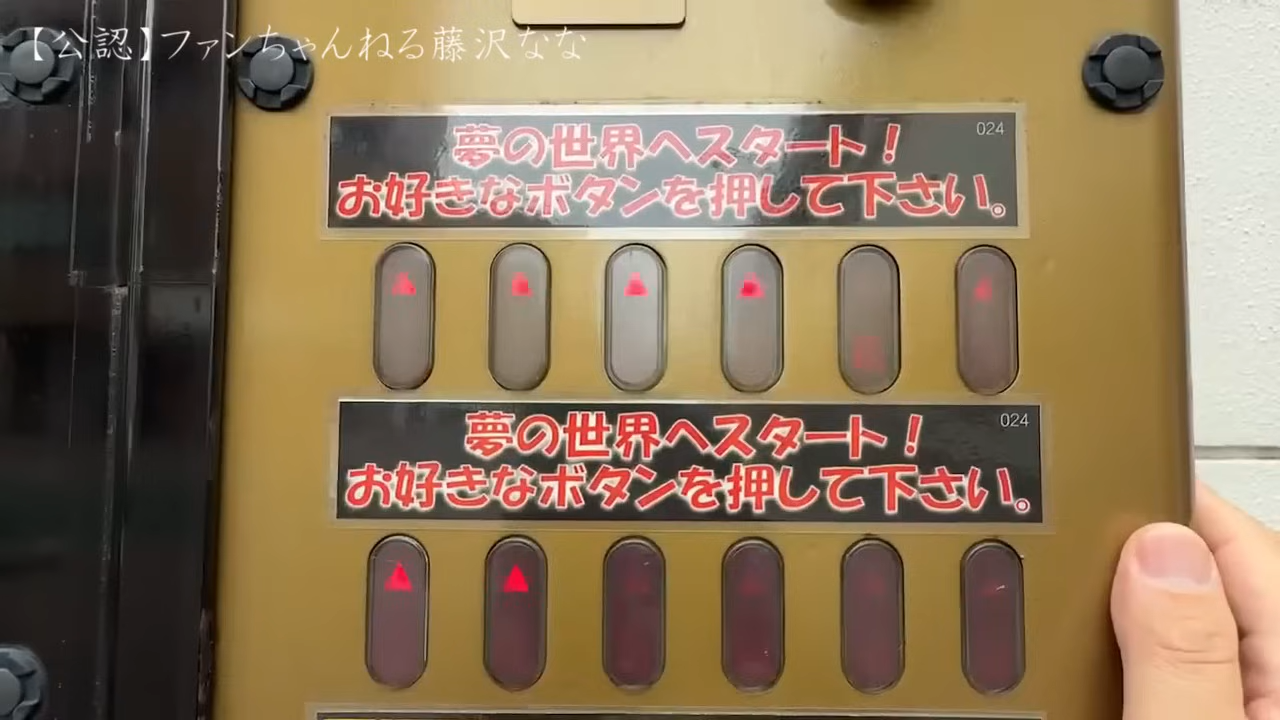 【公認】ファンちゃんねる藤沢なな
024
夢の世界へスタート！
お好きなボタンを押して下さい。
024
夢の世界へスタート！
お好きなボタンを押して下さい。